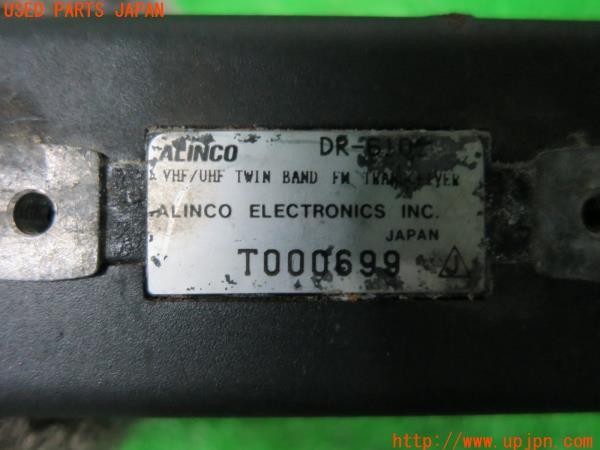 USED PARTS JAPAN
ALINCO DR-610
VHF/UHF TWIN BAND FM TRANSCEIVER
ALINCO ELECTRONICS INC.
JAPAN
T000699 J
http://www.upjpn.com/